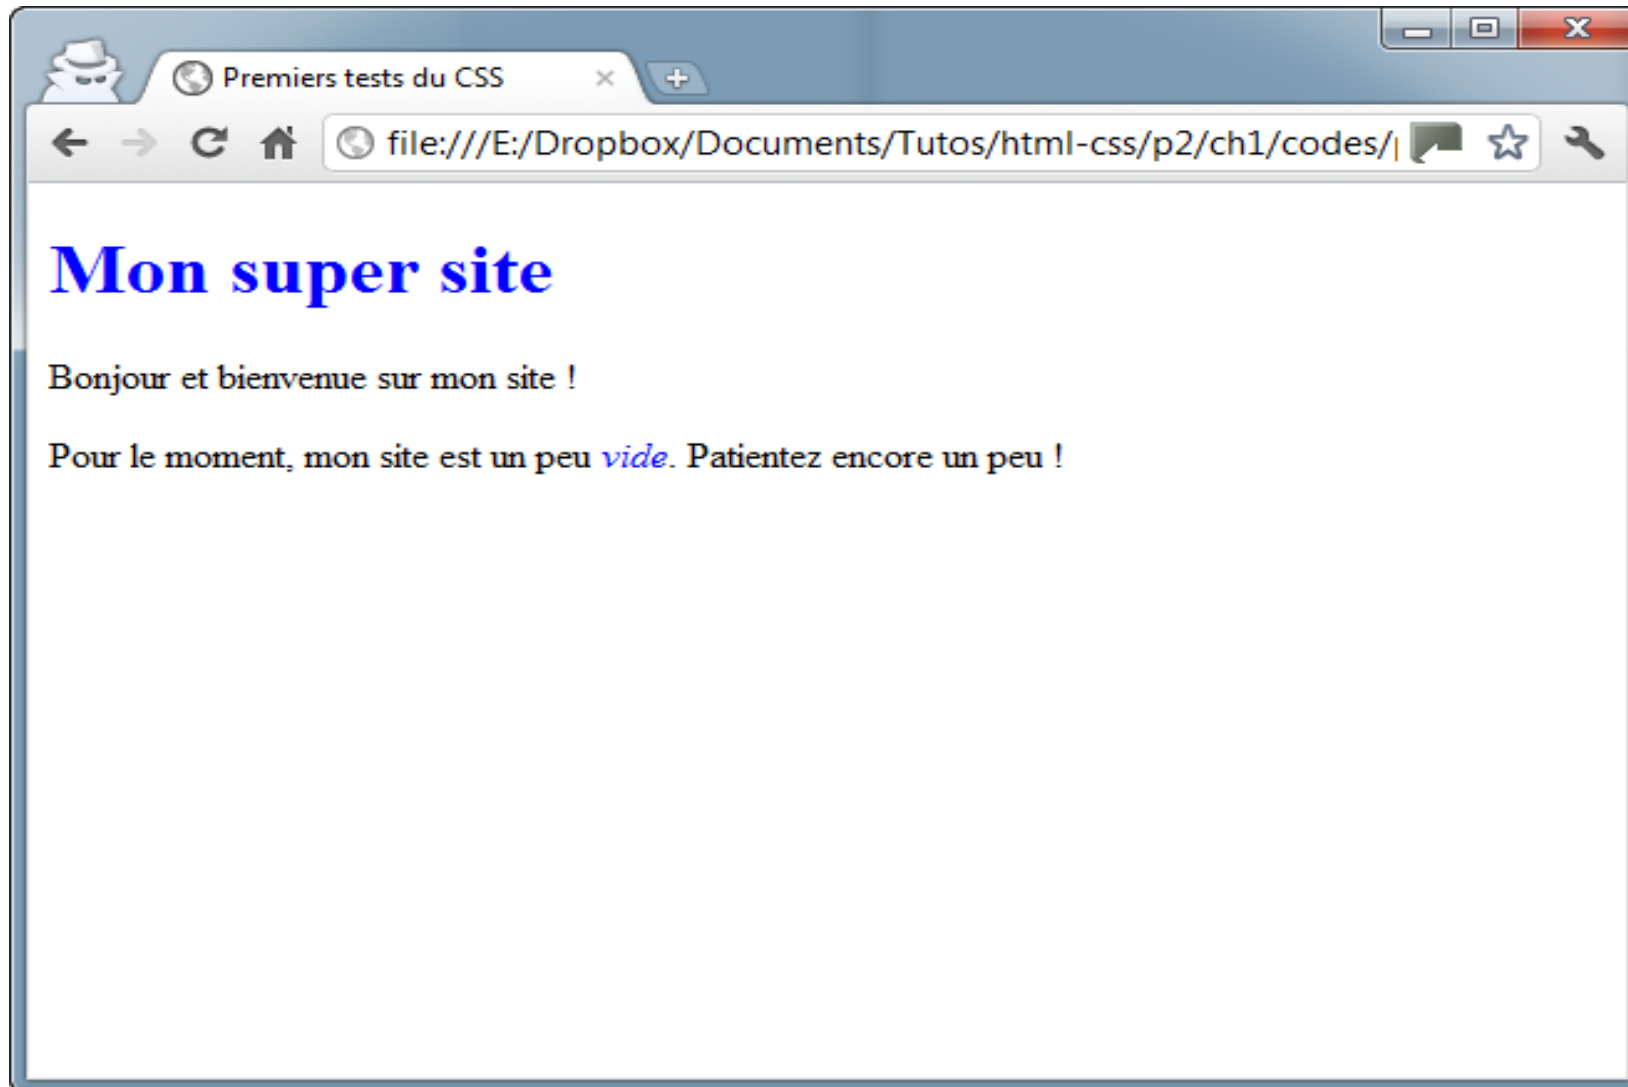 Premiers tests du CSS
file:///E:/Dropbox/Documents/Tutos/html-css/p2/ch1/codes/
Mon super site
Bonjour et bienvenue sur mon site !
Pour le moment, mon site est un peu vide. Patientez encore un peu !